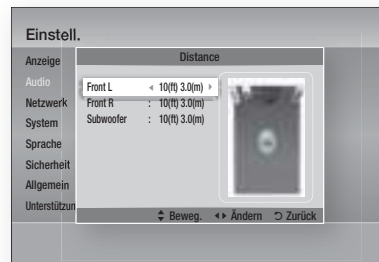 Einstell.
Distance
Anzeige
Audio
Netzwerk
System
Sprache
Sicherheit
Allgemein
Unterstützun
Front L ◂ 10(ft) 3.0(m) ▸
Front R : 10(ft) 3.0(m)
Subwoofer : 10(ft) 3.0(m)
Beweg. Ändern Zurück